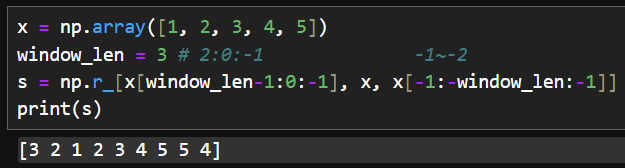 x = np.array([1, 2, 3, 4, 5])
window_len = 3 # 2:0:-1              -1~-2
s = np.r_[x[window_len-1:0:-1], x, x[-1:-window_len:-1]]
print(s)
[3 2 1 2 3 4 5 5 4]